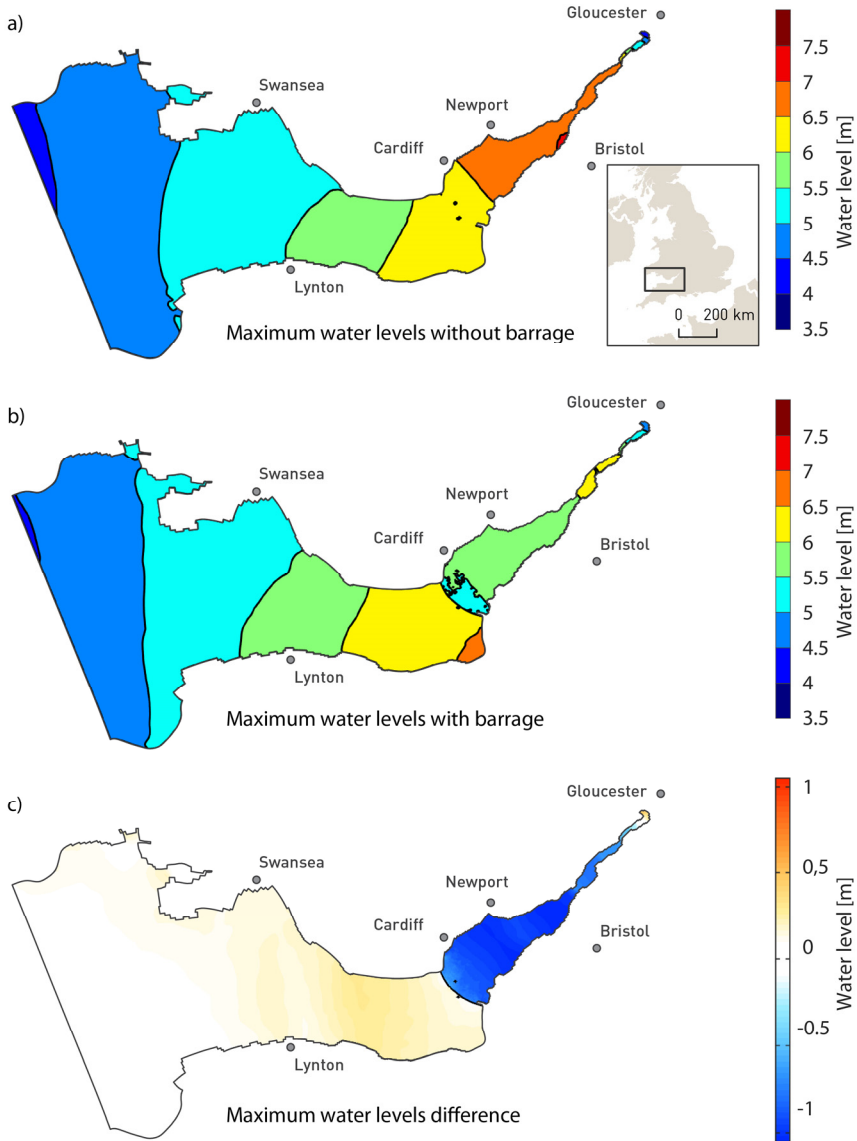 a)
Gloucester
Swansea
Newport
Cardiff
Bristol
Lynton
0 200 km
Maximum water levels without barrage
7.5
7
6.5
6
5.5
5
4.5
4
3.5
Water level [m]
b)
Gloucester
Swansea
Newport
Cardiff
Bristol
Lynton
Maximum water levels with barrage
7.5
7
6.5
6
5.5
5
4.5
4
3.5
Water level [m]
c)
Gloucester
Swansea
Newport
Cardiff
Bristol
Lynton
Maximum water levels difference
1
0,5
0
-0.5
-1
Water level [m]